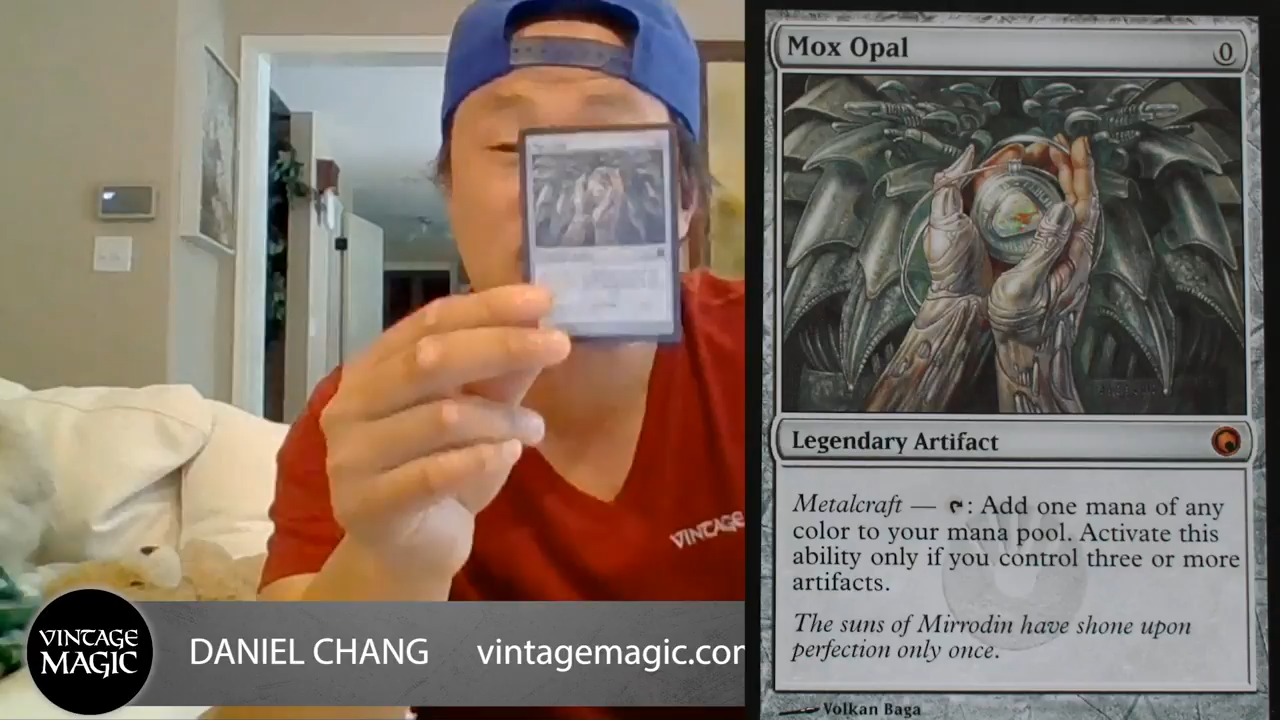 VINTAGE
VINTAGE
MAGIC
DANIEL CHANG
vintagemagic.com
Mox Opal
0
Legendary Artifact
Metalcraft — : Add one mana of any
color to your mana pool. Activate this
ability only if you control three or more
artifacts.
The suns of Mirrodin have shone upon
perfection only once.
Volkan Baga